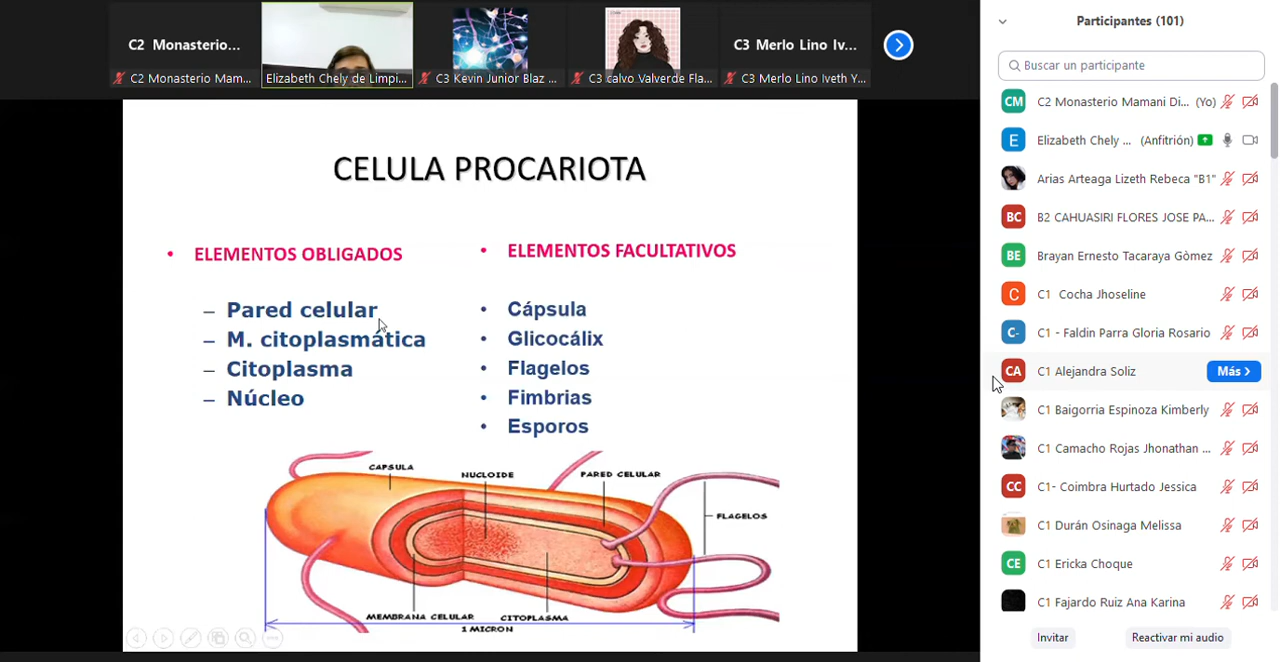 C2 Monasterio...
C3 Merlo Lino Iv...
C2 Monasterio Mam...
Elizabeth Chely de Limpi...
C3 Kevin Junior Blaz ...
C3 calvo Valverde Fla...
C3 Merlo Lino Iveth Y...
CELULA PROCARIOTA
• ELEMENTOS OBLIGADOS
– Pared celular
– M. citoplasmática
– Citoplasma
– Núcleo
• ELEMENTOS FACULTATIVOS
• Cápsula
• Glicocálix
• Flagelos
• Fimbrias
• Esporos
CAPSULA
NUCLOIDE
PARED CELULAR
FLAGELOS
MEMBRANA CELULAR
CITOPLASMA
1 MICRON
Participantes (101)
Buscar un participante
CM C2 Monasterio Mamani Di... (Yo)
E Elizabeth Chely ... (Anfitrión)
Arias Arteaga Lizeth Rebeca "B1"
BC B2 CAHUASIRI FLORES JOSE PA...
BE Brayan Ernesto Tacaraya Gòmez
C C1 Cocha Jhoseline
C- C1 - Faldin Parra Gloria Rosario
CA C1 Alejandra Soliz Más >
C1 Baigorria Espinoza Kimberly
C1 Camacho Rojas Jhonathan ...
CC C1- Coimbra Hurtado Jessica
C1 Durán Osinaga Melissa
CE C1 Ericka Choque
C1 Fajardo Ruiz Ana Karina
Invitar
Reactivar mi audio